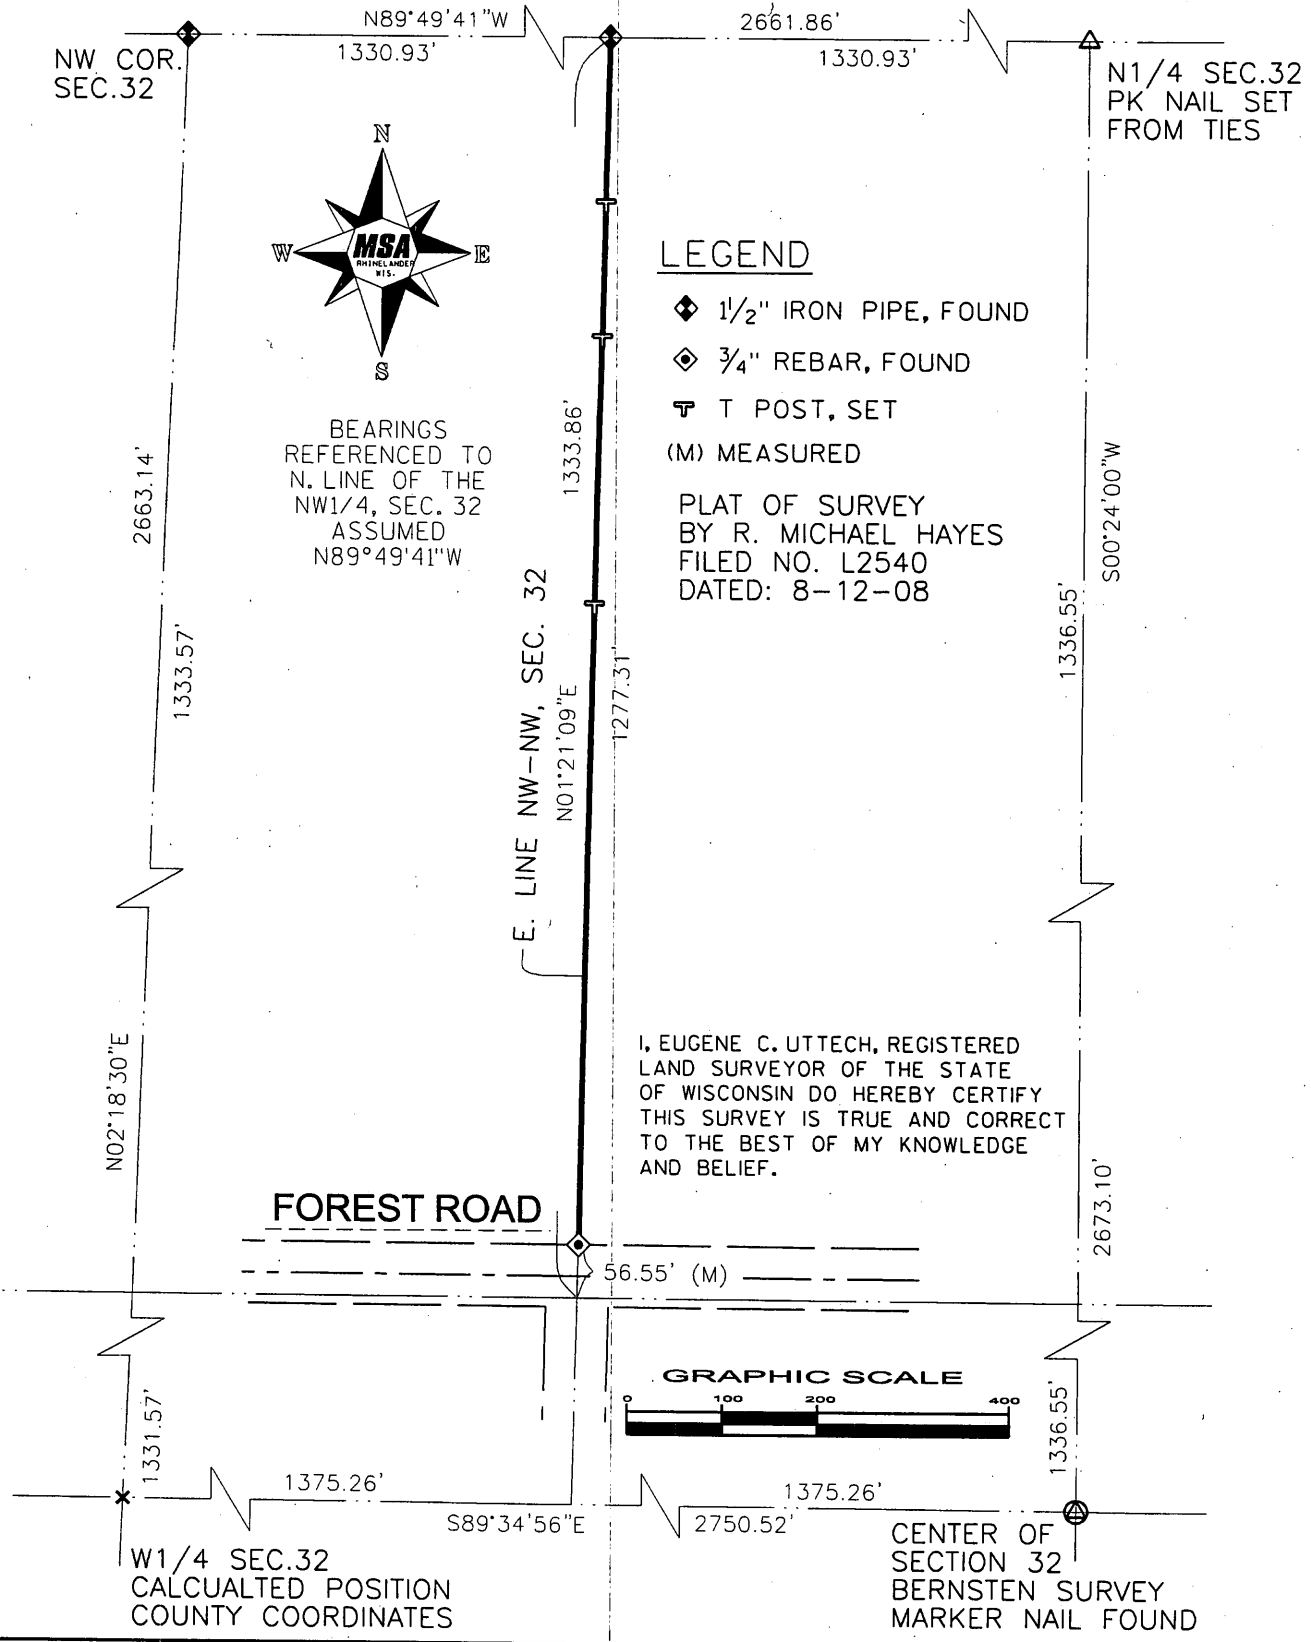 N89°49'41"W
2661.86'
1330.93'
1330.93'
NW COR.
SEC.32
N1/4 SEC.32
PK NAIL SET
FROM TIES
N
W
E
S
MSA
RHINELANDER
WIS.
LEGEND
1 1/2" IRON PIPE, FOUND
3/4" REBAR, FOUND
T POST, SET
(M) MEASURED
PLAT OF SURVEY
BY R. MICHAEL HAYES
FILED NO. L2540
DATED: 8-12-08
BEARINGS
REFERENCED TO
N. LINE OF THE
NW1/4, SEC. 32
ASSUMED
N89°49'41"W
2663.14'
1333.57'
N02°18'30"E
1331.57'
1333.86'
E. LINE NW-NW, SEC. 32
N01°21'09"E
1277.31'
S00°24'00"W
1336.55'
2673.10'
1336.55'
I, EUGENE C. UTTECH, REGISTERED
LAND SURVEYOR OF THE STATE
OF WISCONSIN DO HEREBY CERTIFY
THIS SURVEY IS TRUE AND CORRECT
TO THE BEST OF MY KNOWLEDGE
AND BELIEF.
FOREST ROAD
56.55' (M)
GRAPHIC SCALE
0 100 200 400
1375.26'
1375.26'
S89°34'56"E
2750.52'
W1/4 SEC.32
CALCUALTED POSITION
COUNTY COORDINATES
CENTER OF
SECTION 32
BERNSTEN SURVEY
MARKER NAIL FOUND